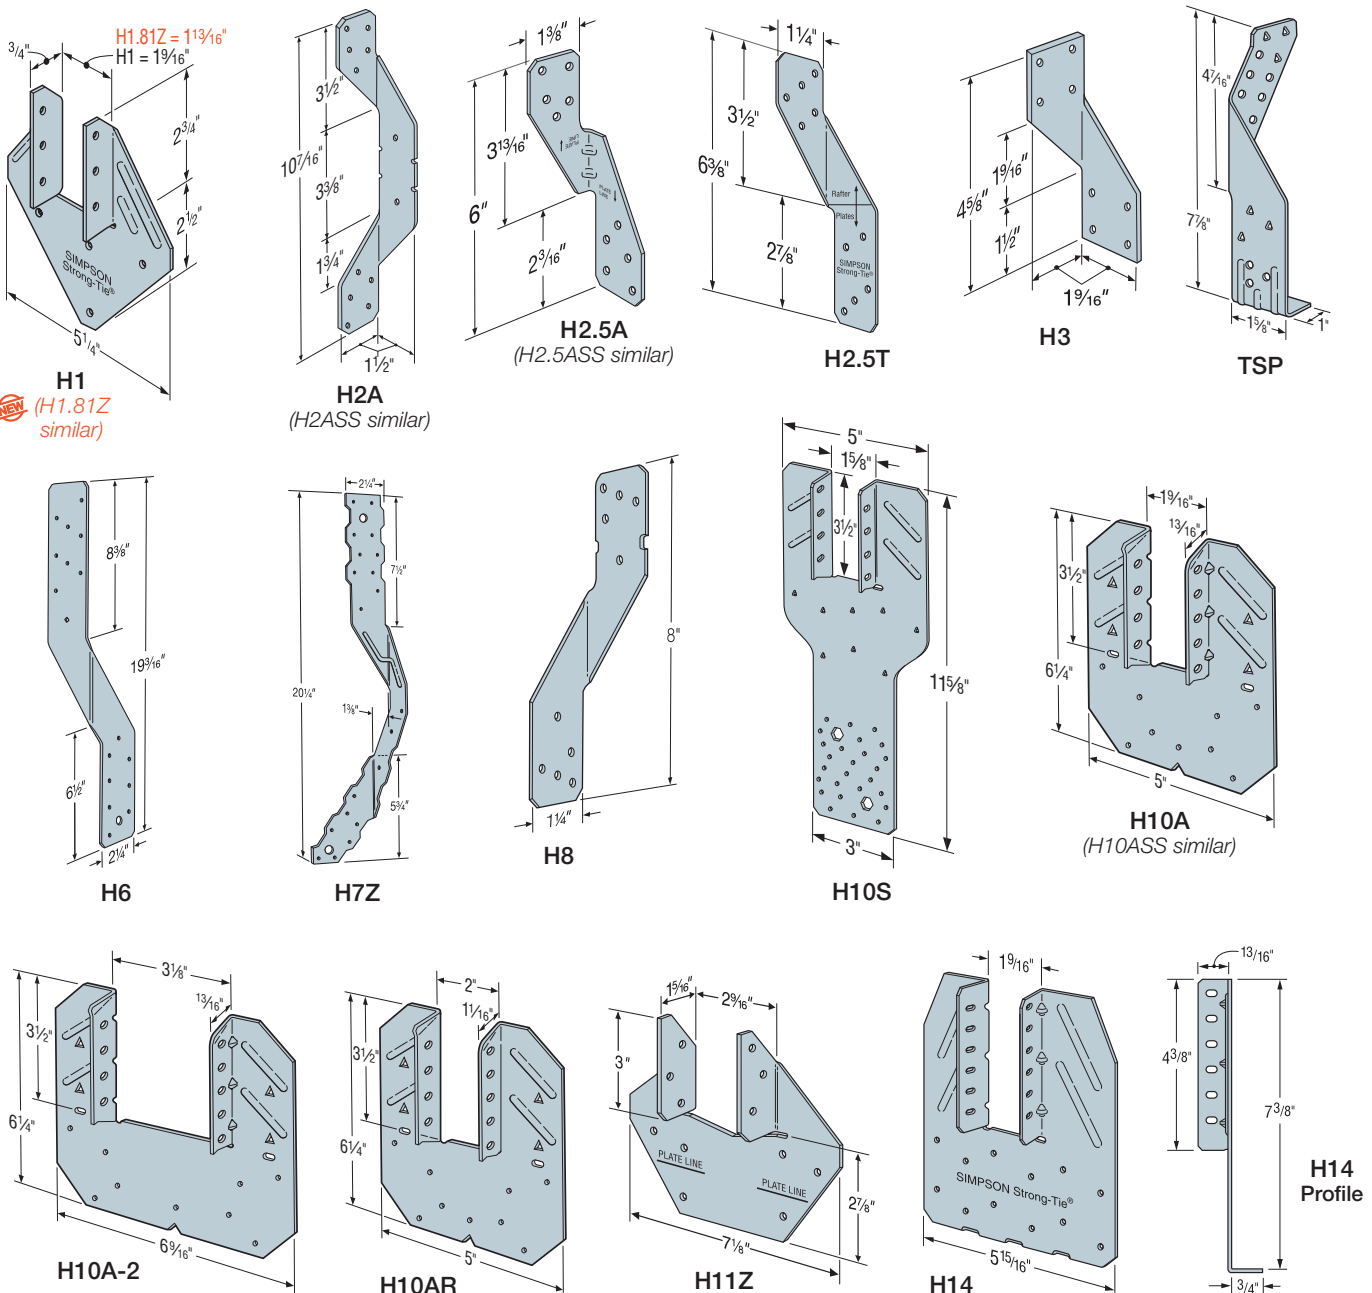 3/4"
H1.81Z = 1 13/16"
H1 = 1 9/16"
2 3/4"
2 1/2"
SIMPSON
Strong-Tie®
5 1/4"
H1
NEW (H1.81Z
similar)
3 1/2"
10 7/16"
3 3/8"
1 3/4"
1 1/2"
H2A
(H2ASS similar)
1 3/8"
3 13/16"
6"
2 3/16"
PLATE
LINE
PLATE
LINE
H2.5A
(H2.5ASS similar)
1 1/4"
3 1/2"
6 3/8"
2 7/8"
Rafter
Plates
SIMPSON
Strong-Tie®
H2.5T
1 9/16"
4 5/8"
1 1/2"
1 9/16"
H3
4 7/16"
7 7/8"
1 5/8"
1"
TSP
8 3/8"
19 3/16"
6 1/2"
2 1/4"
H6
2 1/4"
7 1/2"
20 1/4"
1 3/8"
5 3/4"
H7Z
8"
1 1/4"
H8
5"
1 5/8"
3 1/2"
11 5/8"
3"
H10S
1 9/16"
13/16"
3 1/2"
6 1/4"
5"
H10A
(H10ASS similar)
3 1/8"
13/16"
3 1/2"
6 1/4"
6 9/16"
H10A-2
2"
1 1/16"
3 1/2"
6 1/4"
5"
H10AR
1 5/16"
2 9/16"
3"
PLATE LINE
PLATE LINE
2 7/8"
7 1/8"
H11Z
1 9/16"
SIMPSON Strong-Tie®
5 15/16"
H14
13/16"
4 3/8"
7 3/8"
3/4"
H14
Profile